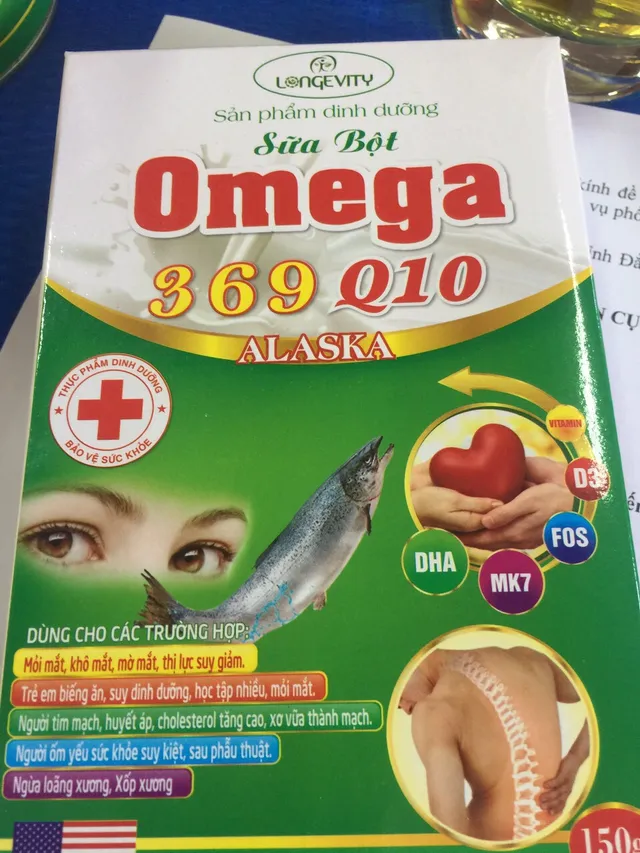 LONGEVITY
Sản phẩm dinh dưỡng
Sữa Bột
Omega
369 Q10
ALASKA
THỰC PHẨM DINH DƯỠNG
BẢO VỆ SỨC KHỎE
VITAMIN
D3
FOS
MK7
DHA
DÙNG CHO CÁC TRƯỜNG HỢP:
Mỏi mắt, khô mắt, mờ mắt, thị lực suy giảm.
Trẻ em biếng ăn, suy dinh dưỡng, học tập nhiều, mỏi mắt.
Người tim mạch, huyết áp, cholesterol tăng cao, xơ vữa thành mạch.
Người ốm yếu sức khỏe suy kiệt, sau phẫu thuật.
Ngừa loãng xương, Xốp xương
150g
kính đề
vụ phó